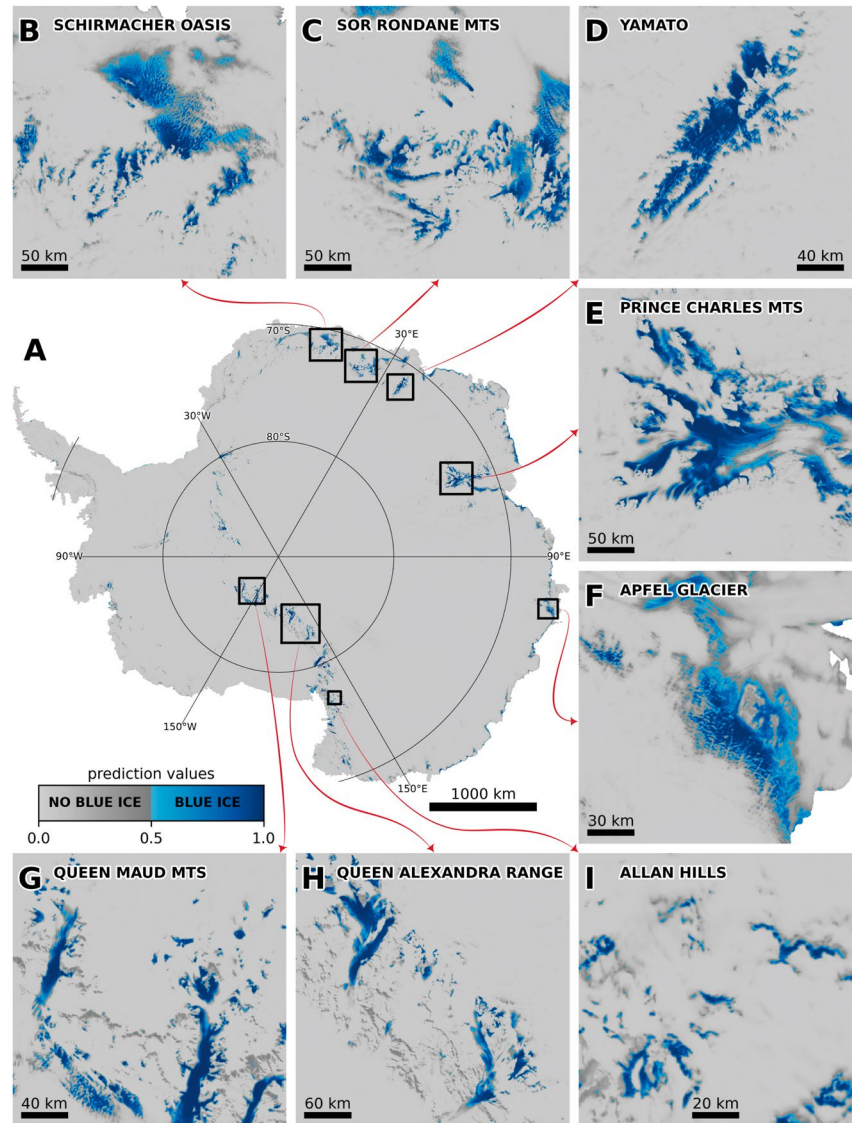 B SCHIRMACHER OASIS
50 km
C SOR RONDANE MTS
50 km
D YAMATO
40 km
A
70°S
30°E
30°W
80°S
90°W
90°E
150°W
150°E
1000 km
prediction values
NO BLUE ICE BLUE ICE
0.0 0.5 1.0
E PRINCE CHARLES MTS
50 km
F APFEL GLACIER
30 km
G QUEEN MAUD MTS
40 km
H QUEEN ALEXANDRA RANGE
60 km
I ALLAN HILLS
20 km